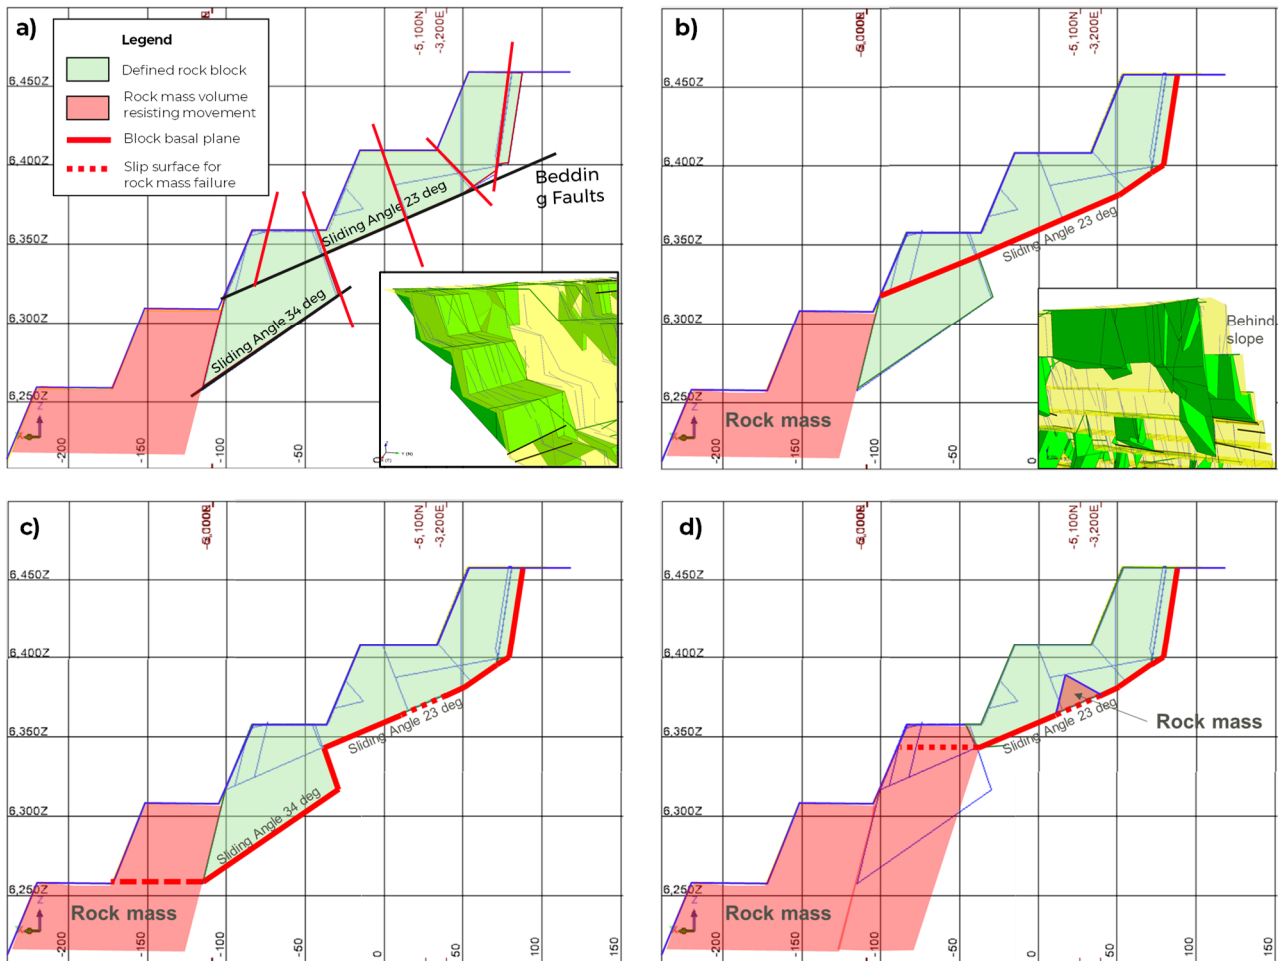 a)
Legend
Defined rock block
Rock mass volume
resisting movement
Block basal plane
Slip surface for
rock mass failure
-5,100N
-3,200E
6,450Z
6,400Z
6,350Z
6,300Z
6,250Z
Beddin
g Faults
Sliding Angle 23 deg
Sliding Angle 34 deg
Z
-200
-150
-100
-50
0
b)
-5,100N
-3,200E
6,450Z
6,400Z
6,350Z
6,300Z
6,250Z
Sliding Angle 23 deg
Behind
slope
Rock mass
Z
-200
-150
-100
-50
0
c)
-5,100N
-3,200E
6,450Z
6,400Z
6,350Z
6,300Z
6,250Z
Sliding Angle 23 deg
Sliding Angle 34 deg
Rock mass
Z
-200
-150
-100
-50
0
50
100
150
d)
-5,100N
-3,200E
6,450Z
6,400Z
6,350Z
6,300Z
6,250Z
Rock mass
Sliding Angle 23 deg
Rock mass
Z
-200
-150
-100
-50
0
50
100
150